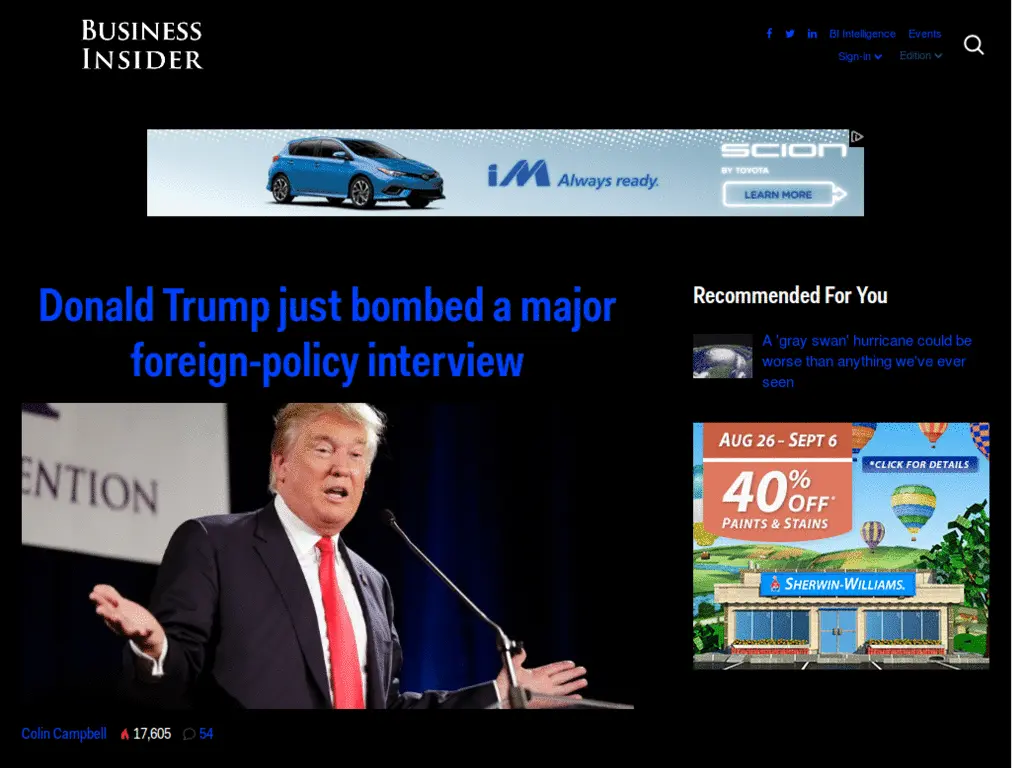 BUSINESS
INSIDER
BI Intelligence Events
Sign-in Edition
iM Always ready.
SCION
BY TOYOTA
LEARN MORE
Donald Trump just bombed a major
foreign-policy interview
ENTION
Colin Campbell 17,605 54
Recommended For You
A 'gray swan' hurricane could be
worse than anything we've ever
seen
AUG 26 – SEPT 6
*CLICK FOR DETAILS
40% OFF*
PAINTS & STAINS
SHERWIN-WILLIAMS.